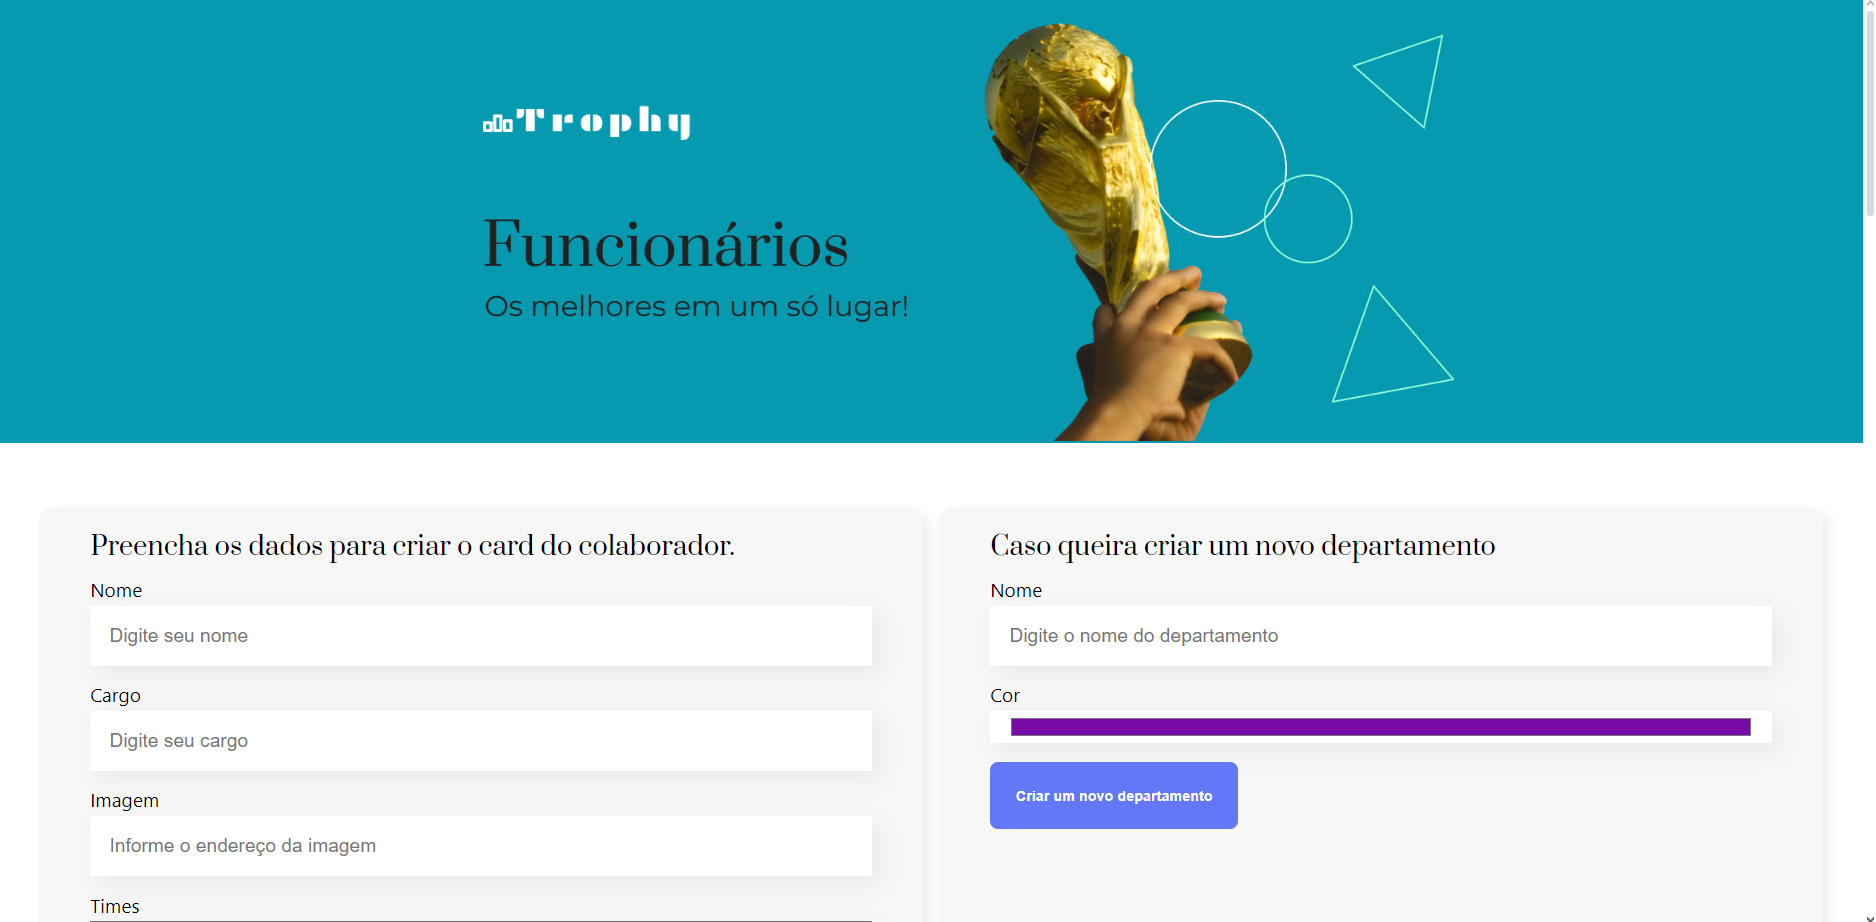 Trophy
Funcionários
Os melhores em um só lugar!
Preencha os dados para criar o card do colaborador.
Nome
Digite seu nome
Cargo
Digite seu cargo
Imagem
Informe o endereço da imagem
Times
Caso queira criar um novo departamento
Nome
Digite o nome do departamento
Cor
Criar um novo departamento